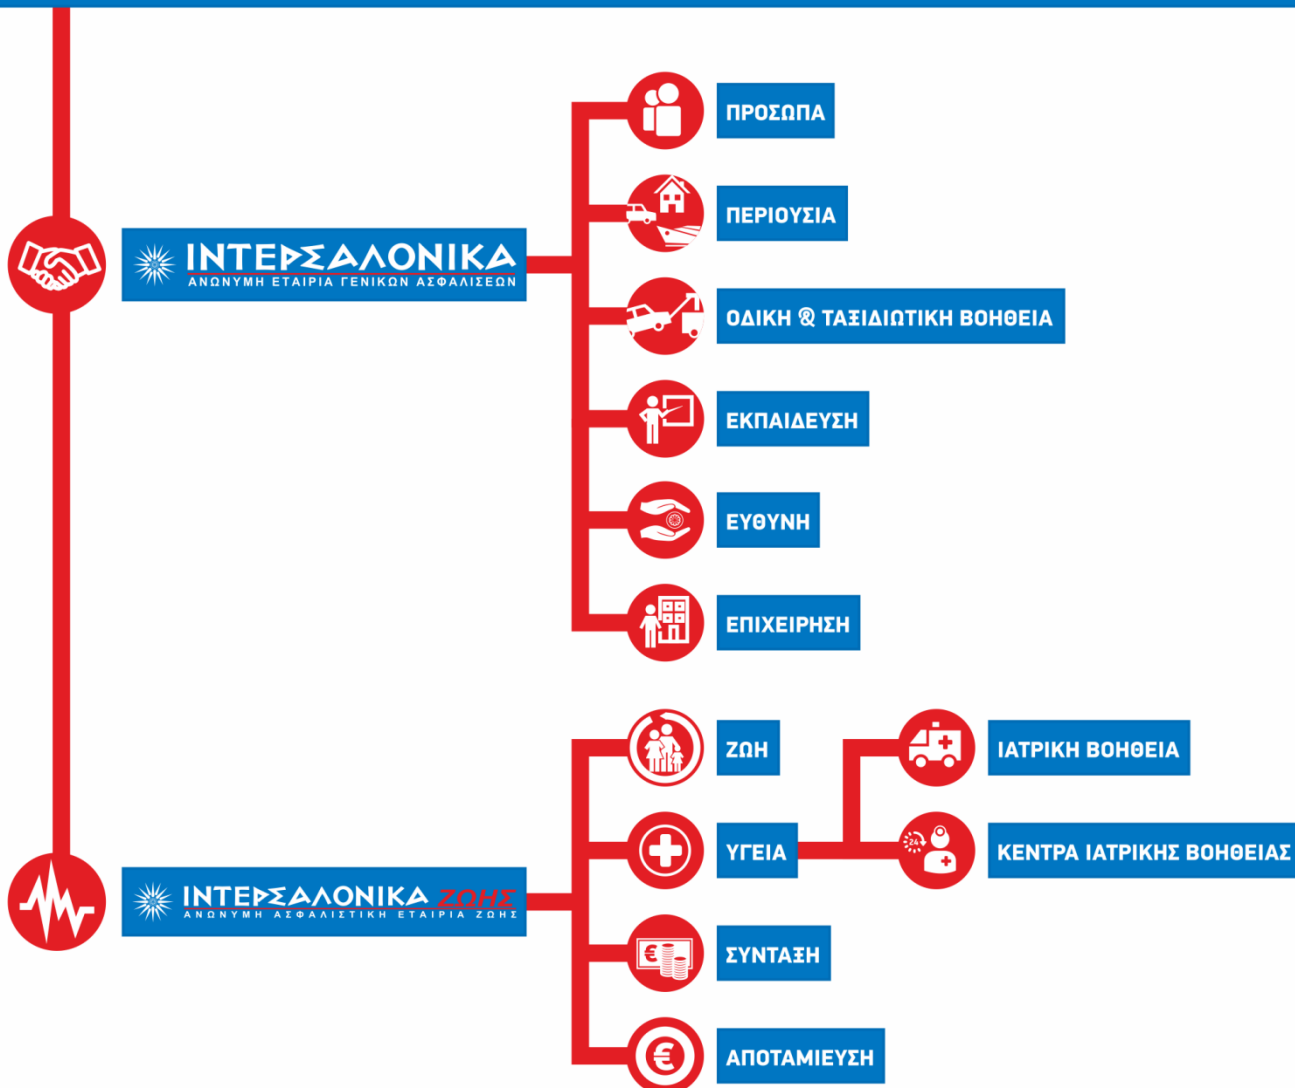 ΠΡΟΣΩΠΑ
ΠΕΡΙΟΥΣΙΑ
ΙΝΤΕΡΣΑΛΟΝΙΚΑ
ΑΝΩΝΥΜΗ ΕΤΑΙΡΙΑ ΓΕΝΙΚΩΝ ΑΣΦΑΛΙΣΕΩΝ
ΟΔΙΚΗ & ΤΑΞΙΔΙΩΤΙΚΗ ΒΟΗΘΕΙΑ
ΕΚΠΑΙΔΕΥΣΗ
ΕΥΘΥΝΗ
ΕΠΙΧΕΙΡΗΣΗ
ΖΩΗ
ΙΑΤΡΙΚΗ ΒΟΗΘΕΙΑ
ΥΓΕΙΑ
24
ΚΕΝΤΡΑ ΙΑΤΡΙΚΗΣ ΒΟΗΘΕΙΑΣ
ΙΝΤΕΡΣΑΛΟΝΙΚΑ ΖΩΗΣ
ΑΝΩΝΥΜΗ ΑΣΦΑΛΙΣΤΙΚΗ ΕΤΑΙΡΙΑ ΖΩΗΣ
€
ΣΥΝΤΑΞΗ
€
ΑΠΟΤΑΜΙΕΥΣΗ